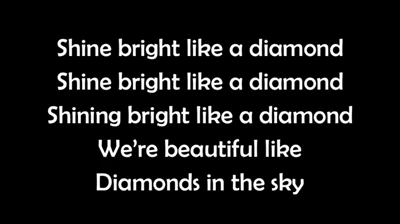 Shine bright like a diamond
Shine bright like a diamond
Shining bright like a diamond
We're beautiful like
Diamonds in the sky